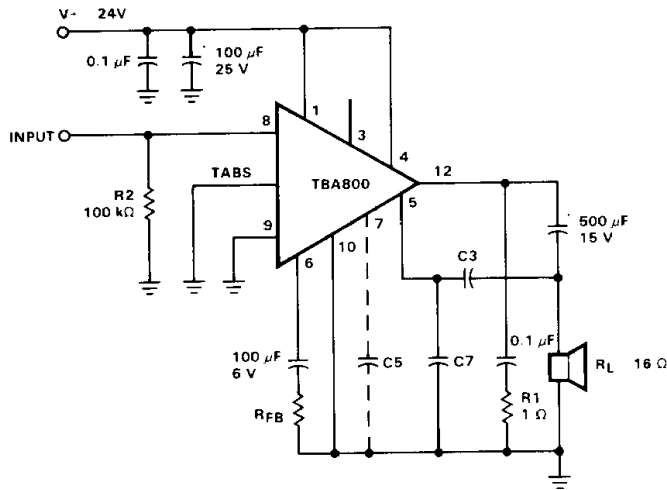 V+ 24V
0.1 µF
100 µF
25 V
1
3
4
INPUT
8
TABS
TBA800
12
R2
100 kΩ
9
5
7
10
6
500 µF
15 V
C3
100 µF
6 V
C5
C7
0.1 µF
RL 16 Ω
RFB
R1
1 Ω